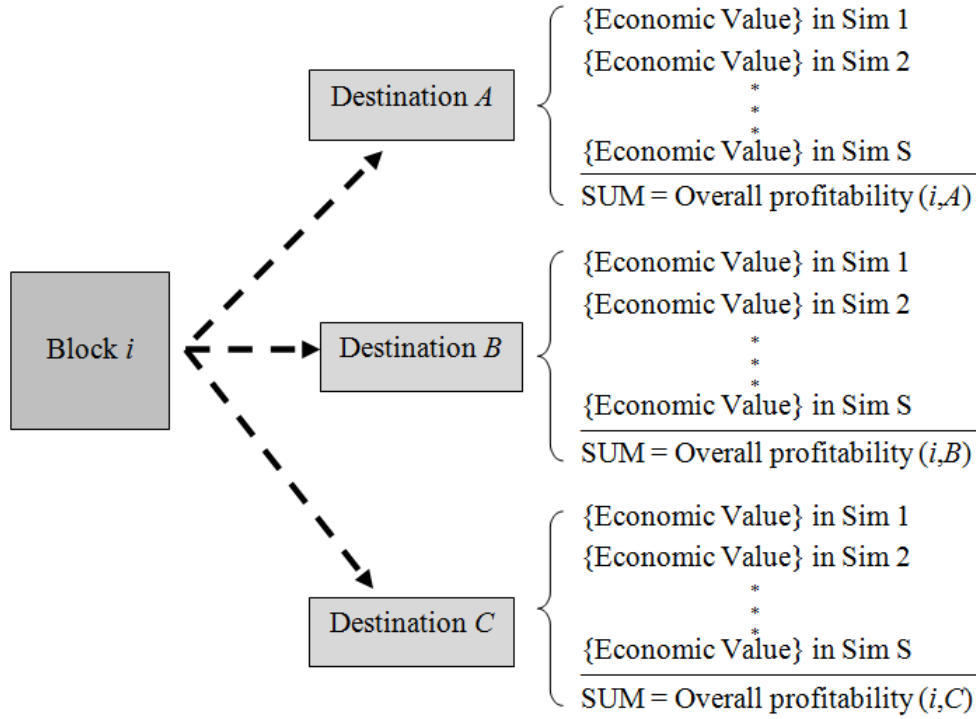 Block i
Destination A
{Economic Value} in Sim 1
{Economic Value} in Sim 2
*
*
*
{Economic Value} in Sim S
SUM = Overall profitability (i,A)
Destination B
{Economic Value} in Sim 1
{Economic Value} in Sim 2
*
*
*
{Economic Value} in Sim S
SUM = Overall profitability (i,B)
Destination C
{Economic Value} in Sim 1
{Economic Value} in Sim 2
*
*
*
{Economic Value} in Sim S
SUM = Overall profitability (i,C)